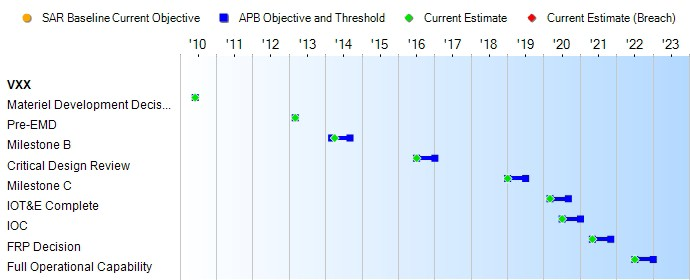 SAR Baseline Current Objective APB Objective and Threshold Current Estimate Current Estimate (Breach)
'10 '11 '12 '13 '14 '15 '16 '17 '18 '19 '20 '21 '22 '23
VXX
Materiel Development Decis...
Pre-EMD
Milestone B
Critical Design Review
Milestone C
IOT&E Complete
IOC
FRP Decision
Full Operational Capability